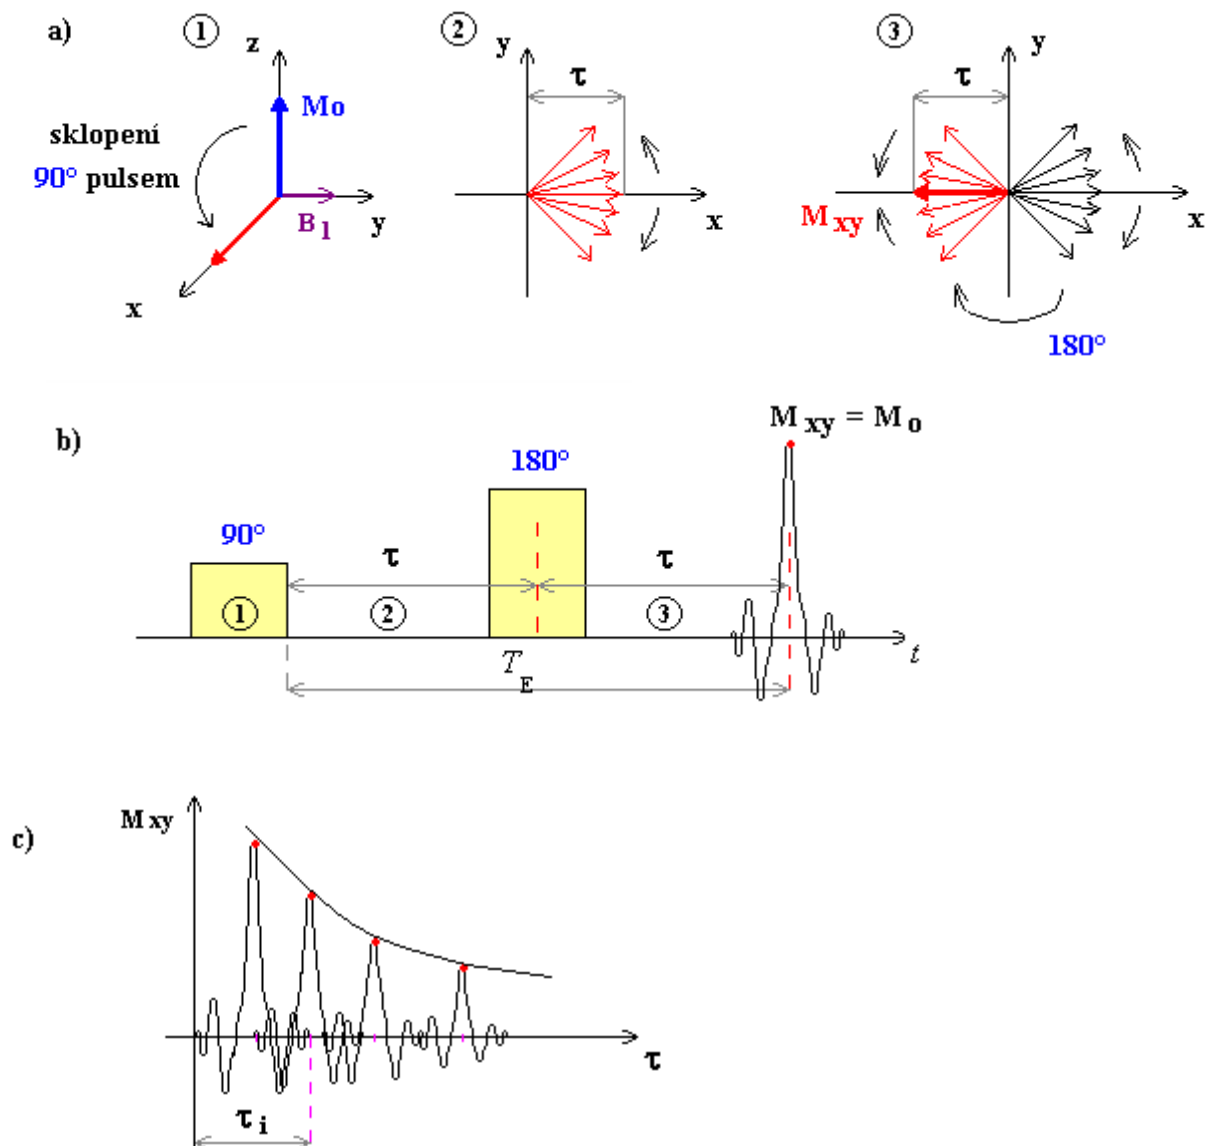 a)
1
z
Mo
sklopení
90° pulsem
B1
y
x
2
y
τ
x
3
y
τ
Mxy
x
180°
b)
Mxy = Mo
180°
90°
τ
τ
1
2
3
TE
t
c)
Mxy
τ
τi